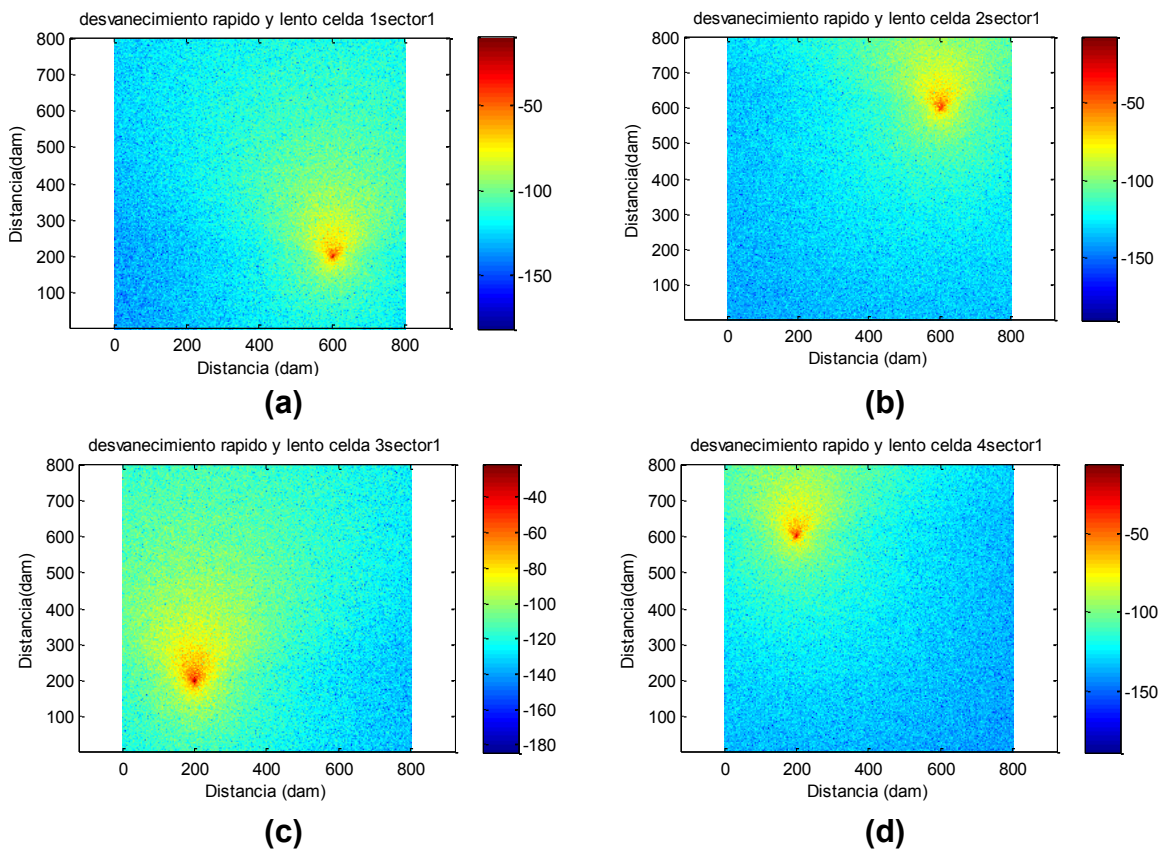 desvanecimiento rapido y lento celda 1sector1
800
700
600
500
400
300
200
100
Distancia(dam)
0 200 400 600 800
Distancia (dam)
-50
-100
-150
(a)
desvanecimiento rapido y lento celda 2sector1
800
700
600
500
400
300
200
100
Distancia(dam)
0 200 400 600 800
Distancia (dam)
-50
-100
-150
(b)
desvanecimiento rapido y lento celda 3sector1
800
700
600
500
400
300
200
100
Distancia(dam)
0 200 400 600 800
Distancia (dam)
-40
-60
-80
-100
-120
-140
-160
-180
(c)
desvanecimiento rapido y lento celda 4sector1
800
700
600
500
400
300
200
100
Distancia(dam)
0 200 400 600 800
Distancia (dam)
-50
-100
-150
(d)